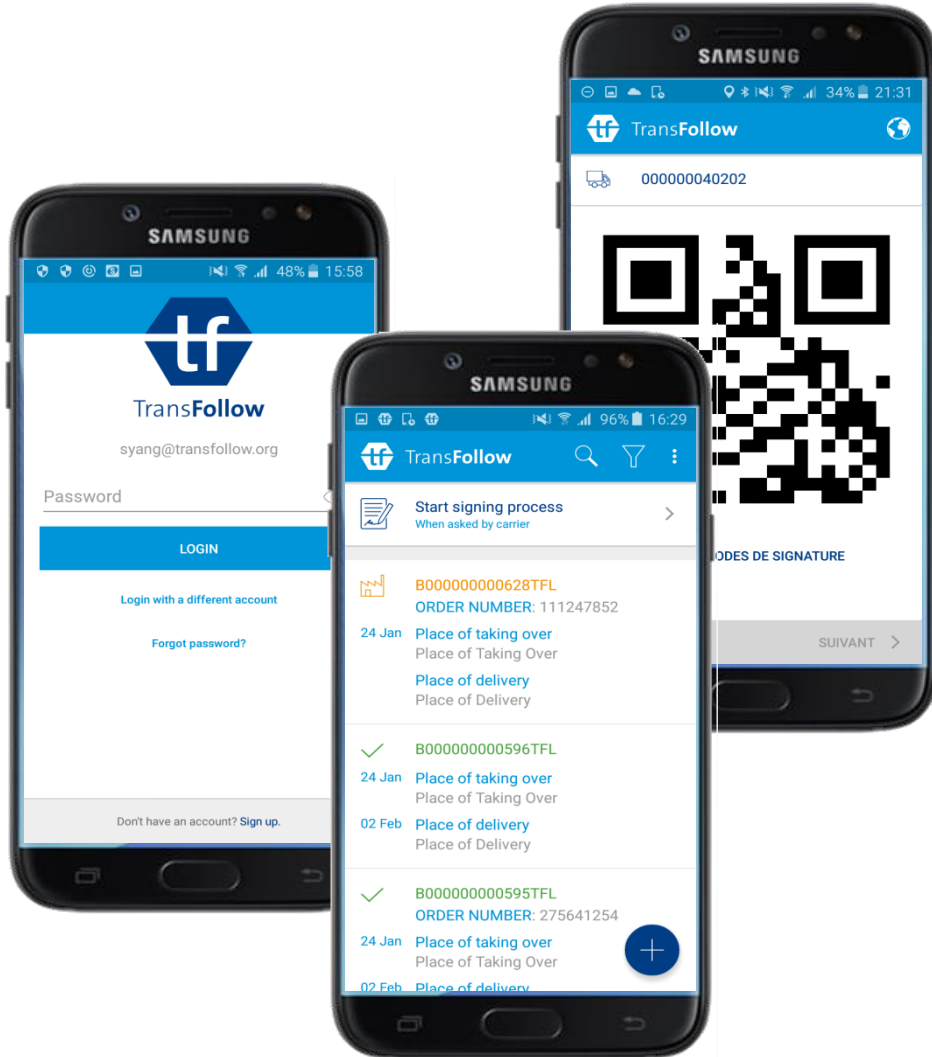 SAMSUNG
34% 21:31
tf TransFollow
000000040202
ODES DE SIGNATURE
SUIVANT
SAMSUNG
48% 15:58
tf
TransFollow
syang@transfollow.org
Password
LOGIN
Login with a different account
Forgot password?
Don't have an account? Sign up.
SAMSUNG
96% 16:29
tf TransFollow
Start signing process
When asked by carrier
B000000000628TFL
ORDER NUMBER: 111247852
24 Jan Place of taking over
Place of Taking Over
Place of delivery
Place of Delivery
B000000000596TFL
24 Jan Place of taking over
Place of Taking Over
02 Feb Place of delivery
Place of Delivery
B000000000595TFL
ORDER NUMBER: 275641254
24 Jan Place of taking over
Place of Taking Over
02 Feb Place of delivery